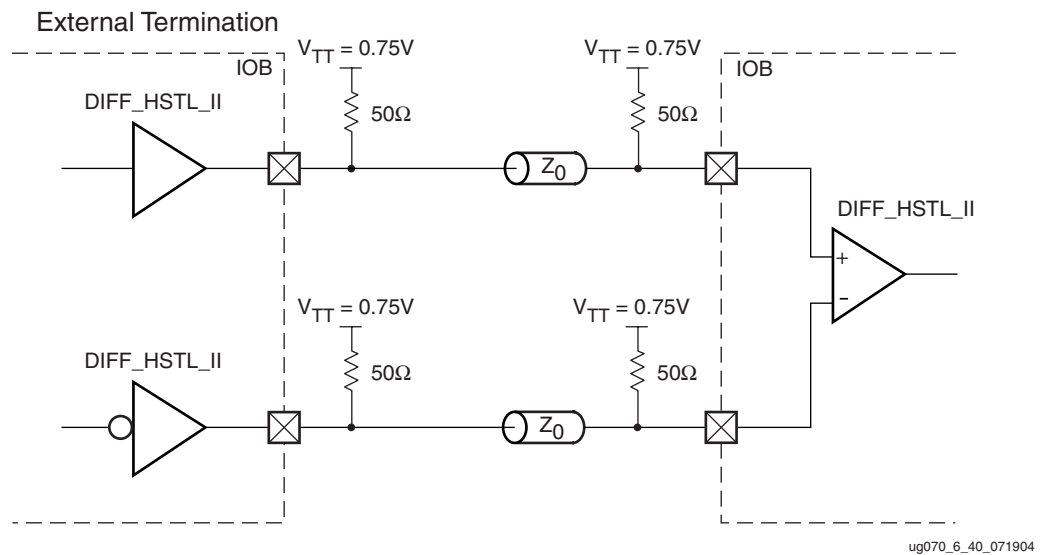 External Termination
V_TT = 0.75V
V_TT = 0.75V
IOB
IOB
DIFF_HSTL_II
50Ω
50Ω
Z_0
DIFF_HSTL_II
+
-
V_TT = 0.75V
V_TT = 0.75V
DIFF_HSTL_II
50Ω
50Ω
Z_0
ug070_6_40_071904